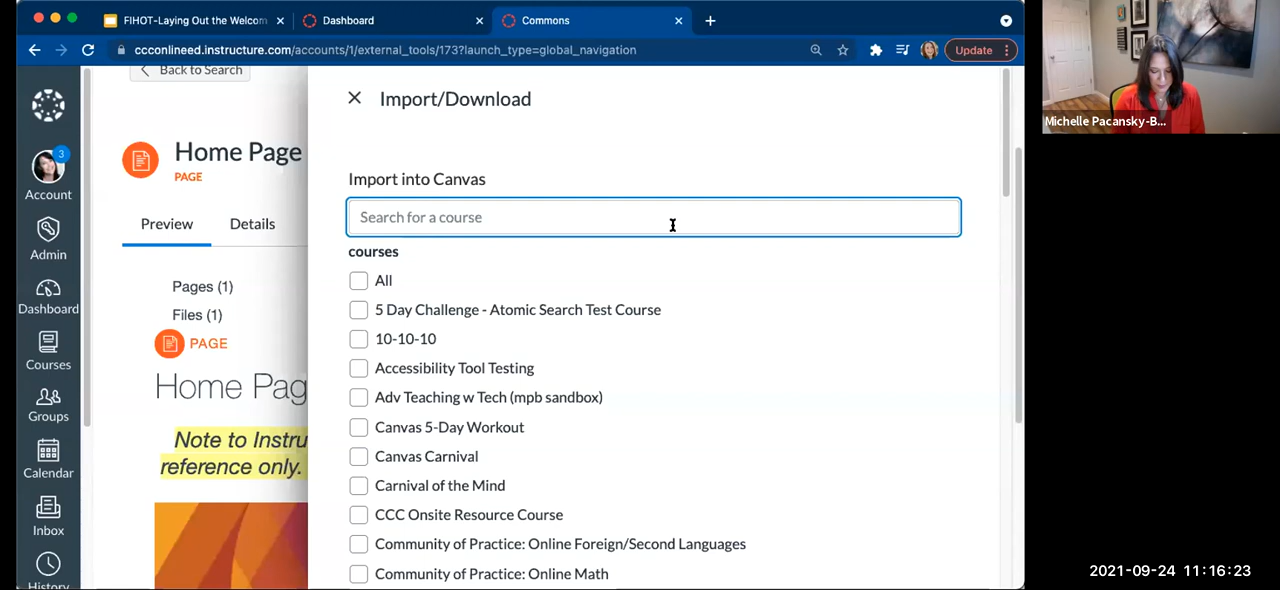 FIHOT-Laying Out the Welcom
Dashboard
Commons
ccconlineed.instructure.com/accounts/1/external_tools/173?launch_type=global_navigation
Update
Michelle Pacansky-B...
Back to Search
Import/Download
Home Page
PAGE
3
Account
Import into Canvas
Search for a course
Preview
Details
Admin
courses
All
Pages (1)
Files (1)
5 Day Challenge - Atomic Search Test Course
Dashboard
10-10-10
PAGE
Courses
Accessibility Tool Testing
Home Pag
Adv Teaching w Tech (mpb sandbox)
Groups
Canvas 5-Day Workout
Note to Instru
reference only.
Canvas Carnival
Calendar
Carnival of the Mind
CCC Onsite Resource Course
Inbox
Community of Practice: Online Foreign/Second Languages
Community of Practice: Online Math
History
2021-09-24 11:16:23